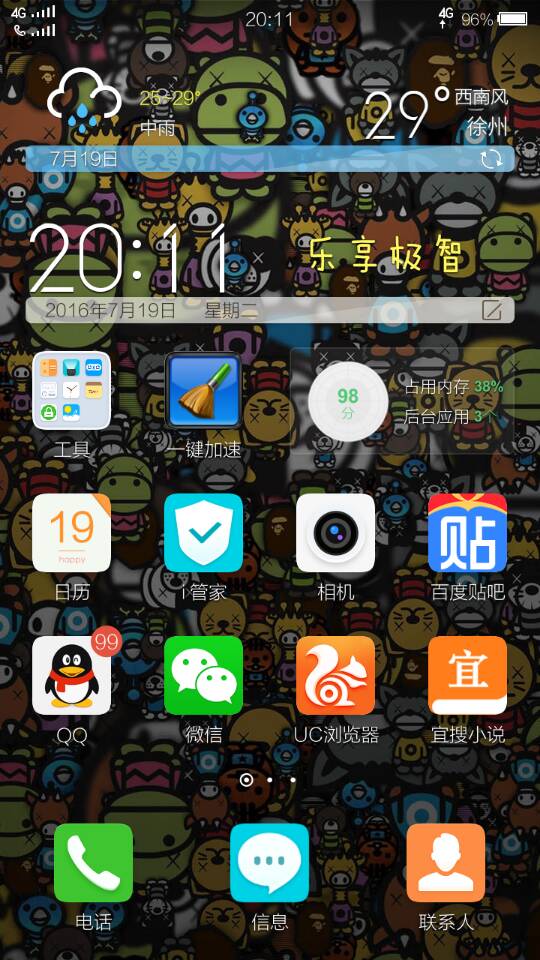 4G 20:11 4G 96%
25~29° 29° 西南风
中雨 徐州
7月19日
20:11 乐享极智
2016年7月19日 星期二
98
分
占用内存 38%
后台应用 3个
工具 一键加速
19
happy
贴
日历 i管家 相机 百度贴吧
99
宜
QQ 微信 UC浏览器 宜搜小说
电话 信息 联系人